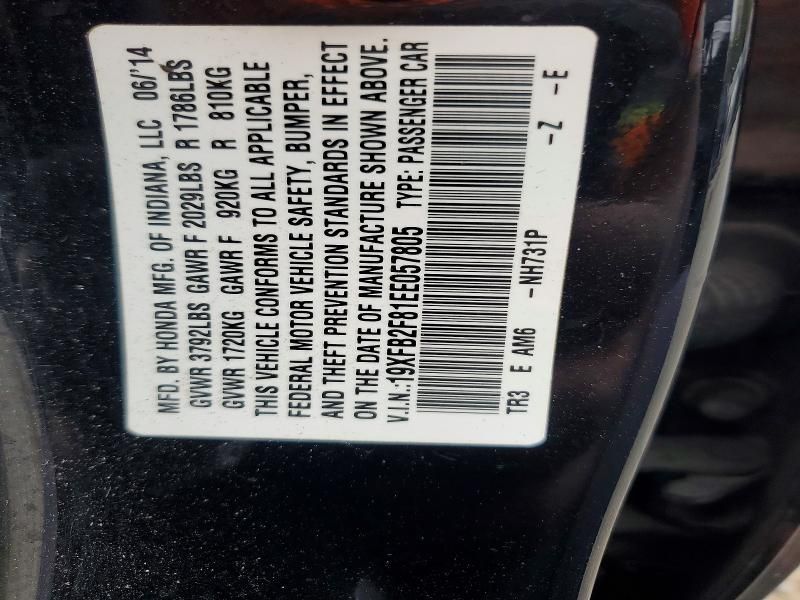 MFD. BY HONDA MFG. OF INDIANA, LLC 06/'14
GVWR 3792LBS GAWR F 2029LBS R 1786LBS
GVWR 1720KG GAWR F 920KG R 810KG
THIS VEHICLE CONFORMS TO ALL APPLICABLE
FEDERAL MOTOR VEHICLE SAFETY, BUMPER,
AND THEFT PREVENTION STANDARDS IN EFFECT
ON THE DATE OF MANUFACTURE SHOWN ABOVE.
V.I.N.:19XFB2F81EE057805 TYPE: PASSENGER CAR
TR3 E AM6 -NH731P -Z -E